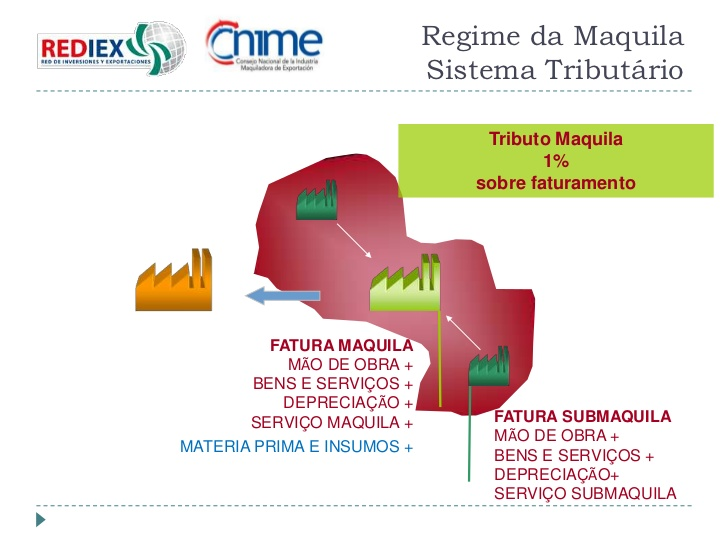 REDIEX
RED DE INVERSIONES Y EXPORTACIONES
CNIME
Consejo Nacional de la Industria
Maquiladora de Exportación
Regime da Maquila
Sistema Tributário
Tributo Maquila
1%
sobre faturamento
FATURA MAQUILA
MÃO DE OBRA +
BENS E SERVIÇOS +
DEPRECIAÇÃO +
SERVIÇO MAQUILA +
MATERIA PRIMA E INSUMOS +
FATURA SUBMAQUILA
MÃO DE OBRA +
BENS E SERVIÇOS +
DEPRECIAÇÃO+
SERVIÇO SUBMAQUILA